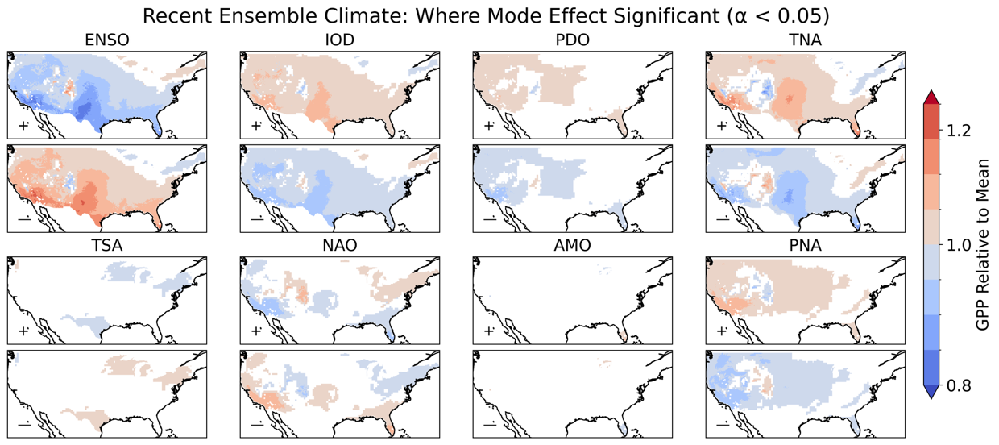 Recent Ensemble Climate: Where Mode Effect Significant (α < 0.05)
ENSO IOD PDO TNA
+ + + +
− − − −
TSA NAO AMO PNA
+ + + +
− − − −
1.2
1.0
0.8
GPP Relative to Mean